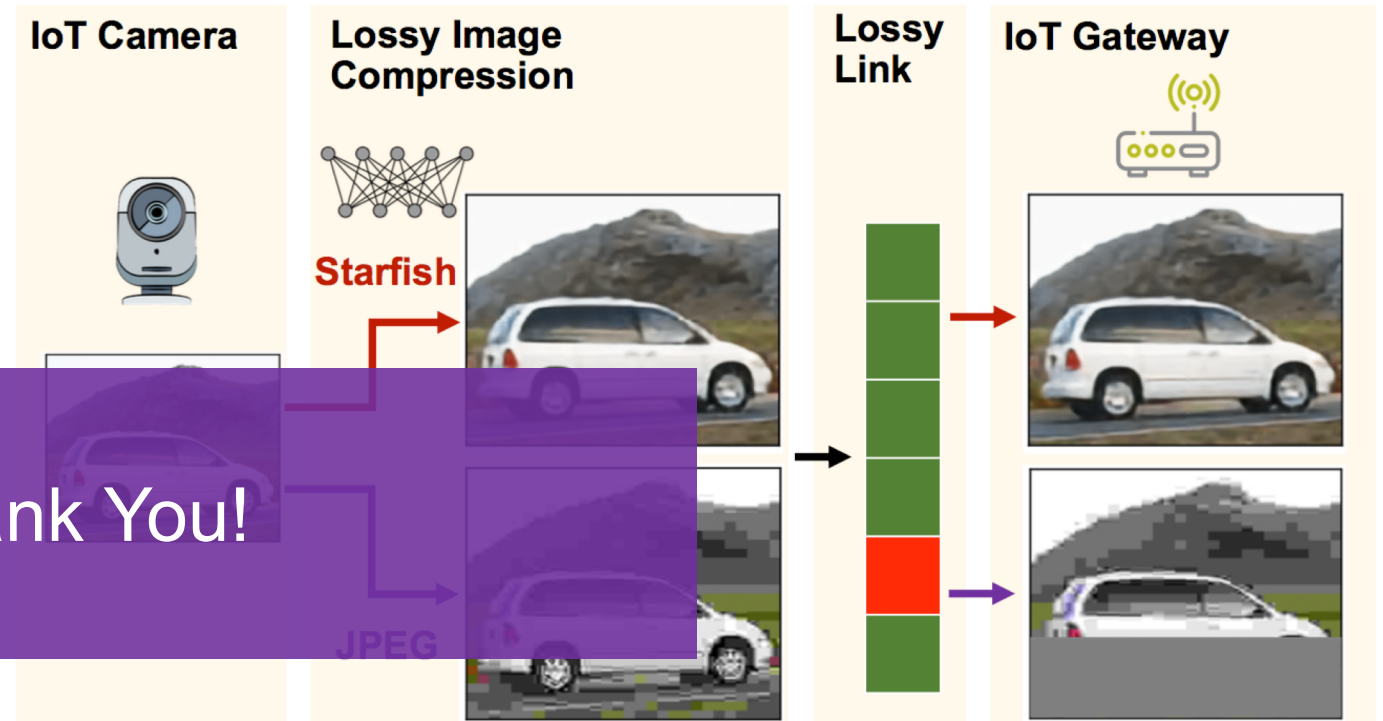 IoT Camera
Lossy Image
Compression
Lossy
Link
IoT Gateway
Starfish
nk You!
JPEG